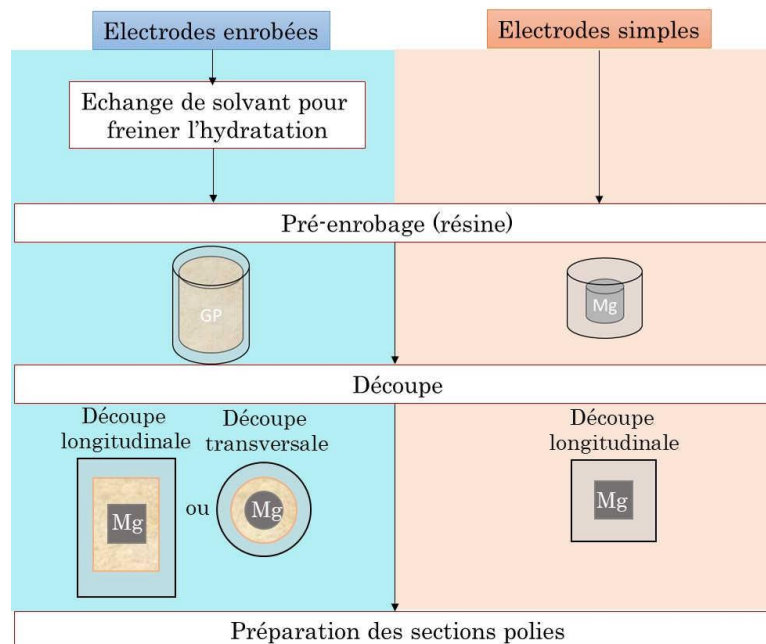 Electrodes enrobées
Electrodes simples
Echange de solvant pour
freiner l'hydratation
Pré-enrobage (résine)
GP
Mg
Découpe
Découpe
longitudinale
Découpe
transversale
Découpe
longitudinale
Mg
ou
Mg
Mg
Préparation des sections polies